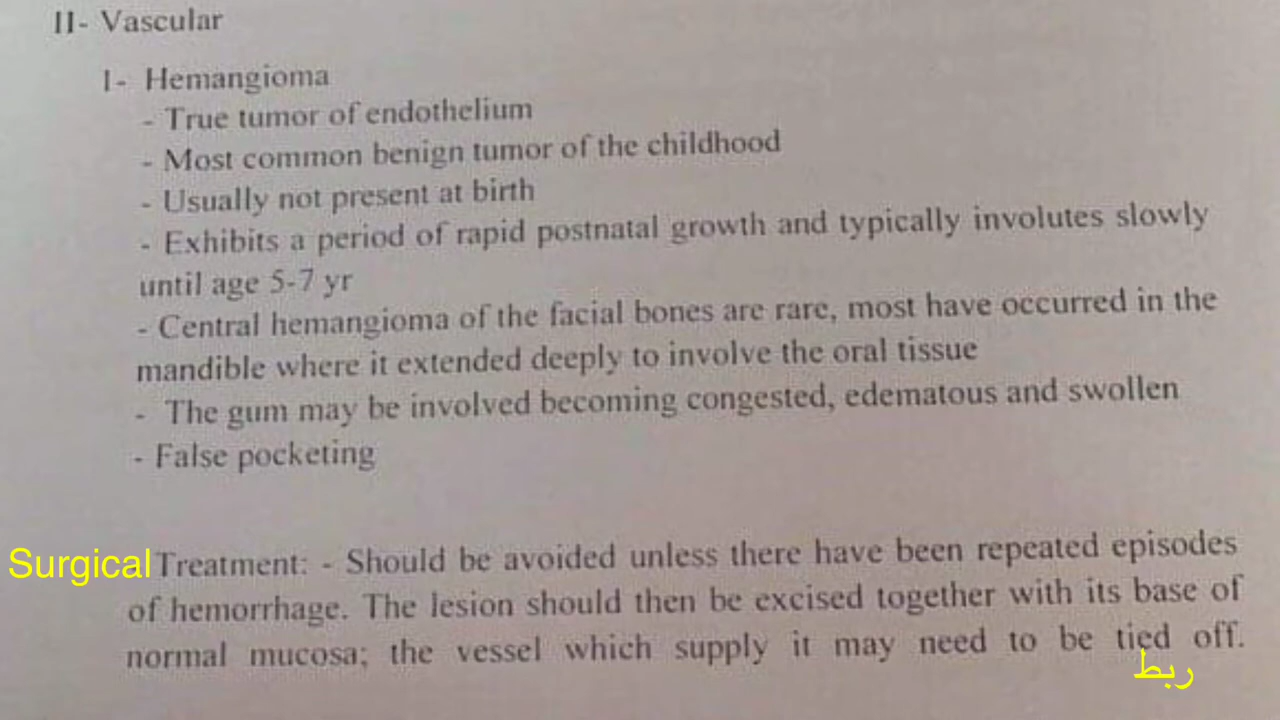 II- Vascular
1- Hemangioma
- True tumor of endothelium
- Most common benign tumor of the childhood
- Usually not present at birth
- Exhibits a period of rapid postnatal growth and typically involutes slowly
until age 5-7 yr
- Central hemangioma of the facial bones are rare, most have occurred in the
mandible where it extended deeply to involve the oral tissue
- The gum may be involved becoming congested, edematous and swollen
- False pocketing
Surgical Treatment: - Should be avoided unless there have been repeated episodes
of hemorrhage. The lesion should then be excised together with its base of
normal mucosa; the vessel which supply it may need to be tied off.
ربط